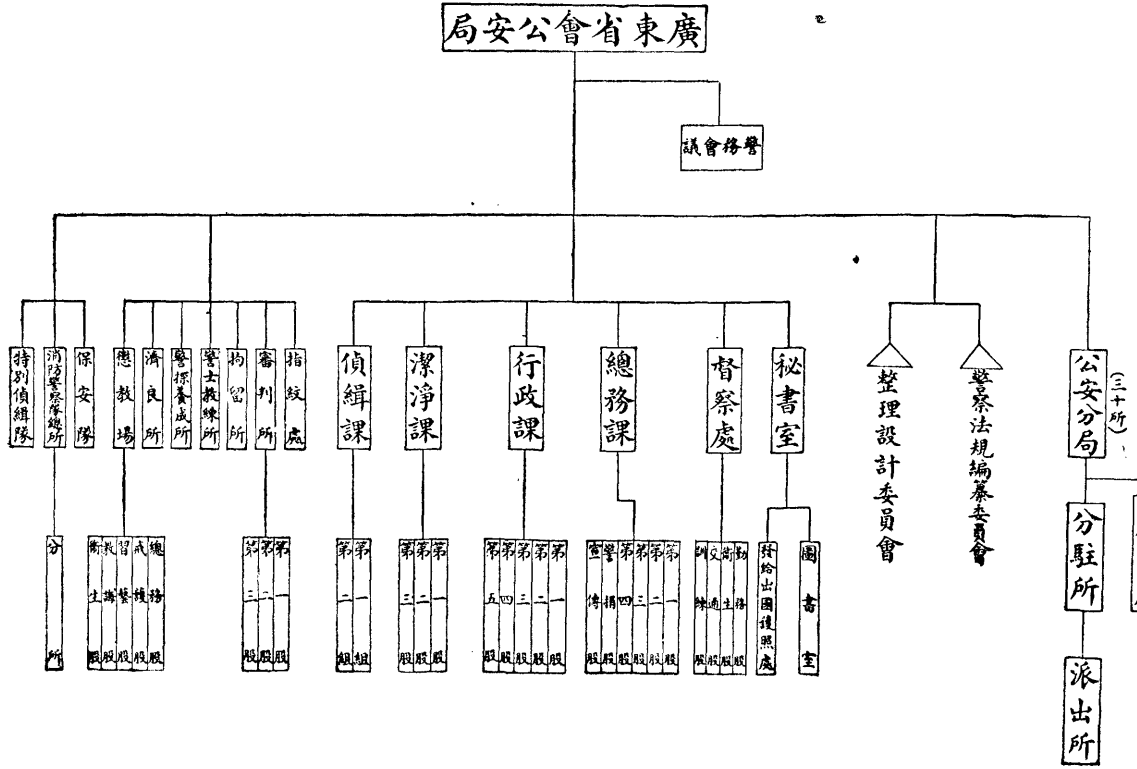 廣東省會公安局
警務會議
公安分局
(三十所)
分駐所
派出所
警察法規編纂委員會
整理設計委員會
秘書室
圖書室
發給出國護照處
督察處
勤務股
衛生股
交通股
訓練股
總務課
第一股
第二股
第三股
第四股
警捐股
宣傳股
行政課
第一股
第二股
第三股
第四股
第五股
潔淨課
第一股
第二股
第三股
偵緝課
第一組
第二組
指紋處
審判所
第一股
第二股
第三股
拘留所
警士教練所
警探養成所
濟良所
懲教場
總務股
戒護股
習藝股
教誨股
衛生股
保安隊
消防警察隊總所
分所
特別偵緝隊